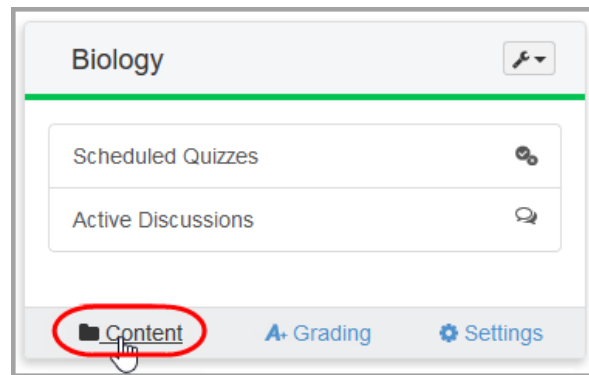 Biology
Scheduled Quizzes
Active Discussions
Content A+ Grading Settings